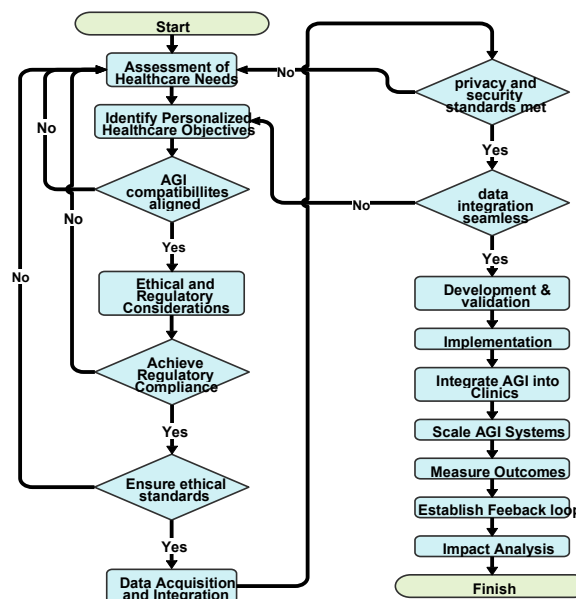 Start
Assessment of
Healthcare Needs
Identify Personalized
Healthcare Objectives
No
AGI
compatibillites
aligned
No
No
Yes
Ethical and
Regulatory
Considerations
Achieve
Regulatory
Compliance
Yes
Ensure ethical
standards
Yes
Data Acquisition
and Integration
No
privacy and
security
standards met
Yes
No
data
integration
seamless
Yes
Development &
validation
Implementation
Integrate AGI into
Clinics
Scale AGI Systems
Measure Outcomes
Establish Feeback loop
Impact Analysis
Finish